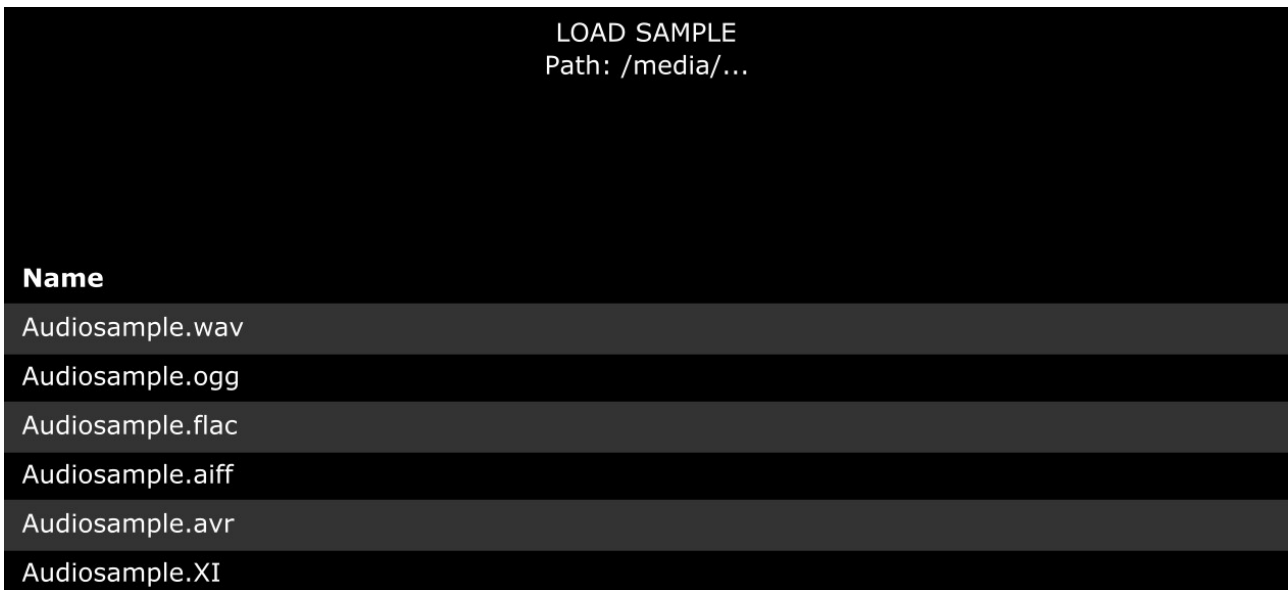 LOAD SAMPLE
Path: /media/...
Name
Audiosample.wav
Audiosample.ogg
Audiosample.flac
Audiosample.aiff
Audiosample.avr
Audiosample.XI